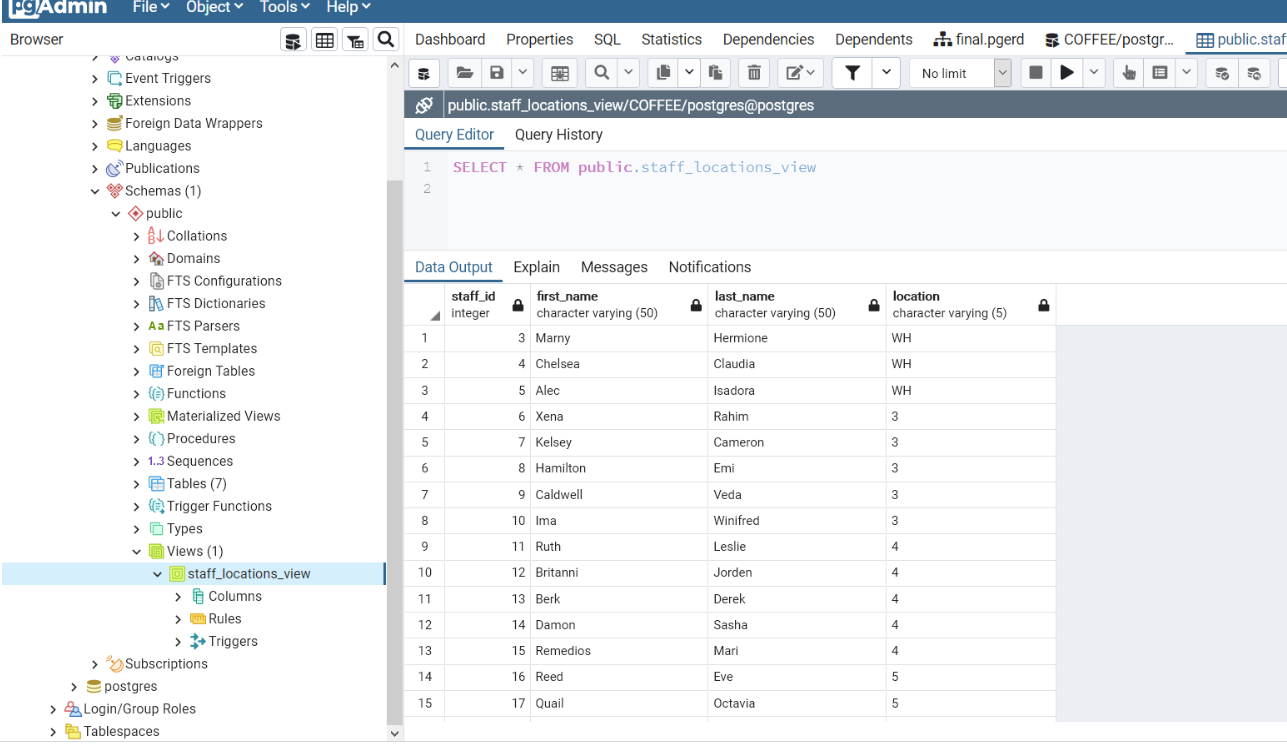 pgAdmin File Object Tools Help
Browser
Dashboard Properties SQL Statistics Dependencies Dependents final.pgerd COFFEE/postgr... public.staf
No limit
public.staff_locations_view/COFFEE/postgres@postgres
Query Editor Query History
1 SELECT * FROM public.staff_locations_view
2
Catalogs
Event Triggers
Extensions
Foreign Data Wrappers
Languages
Publications
Schemas (1)
public
Collations
Domains
FTS Configurations
FTS Dictionaries
Aa FTS Parsers
FTS Templates
Foreign Tables
Functions
Materialized Views
Procedures
1..3 Sequences
Tables (7)
Trigger Functions
Types
Views (1)
staff_locations_view
Columns
Rules
Triggers
Subscriptions
postgres
Login/Group Roles
Tablespaces
Data Output Explain Messages Notifications
staff_id first_name last_name location
integer character varying (50) character varying (50) character varying (5)
1 3 Marny Hermione WH
2 4 Chelsea Claudia WH
3 5 Alec Isadora WH
4 6 Xena Rahim 3
5 7 Kelsey Cameron 3
6 8 Hamilton Emi 3
7 9 Caldwell Veda 3
8 10 Ima Winifred 3
9 11 Ruth Leslie 4
10 12 Britanni Jorden 4
11 13 Berk Derek 4
12 14 Damon Sasha 4
13 15 Remedios Mari 4
14 16 Reed Eve 5
15 17 Quail Octavia 5